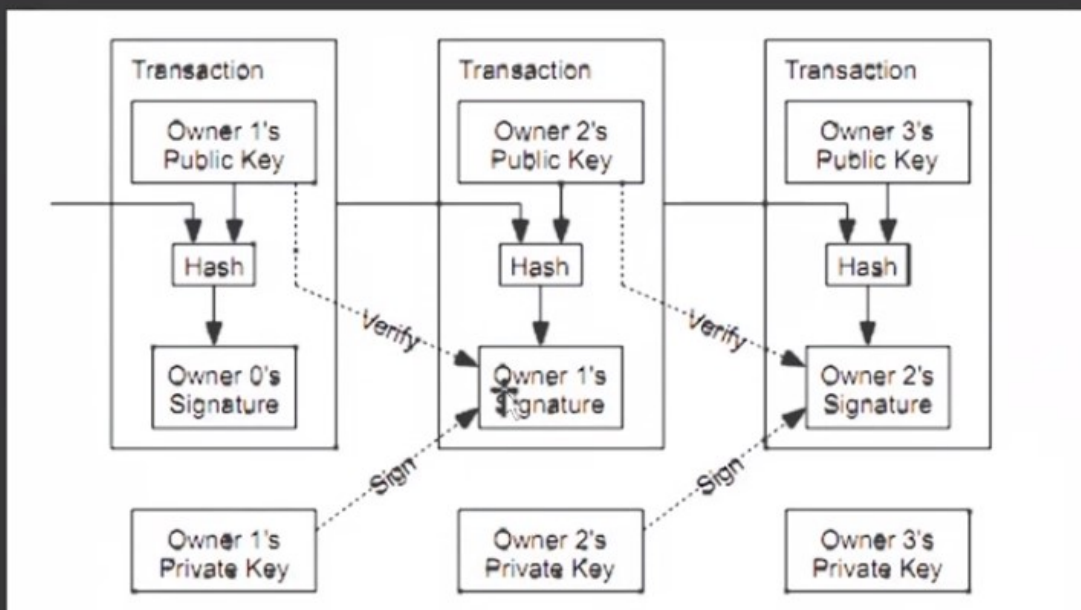 Transaction
Owner 1's
Public Key
Hash
Owner 0's
Signature
Transaction
Owner 2's
Public Key
Hash
Verify
Owner 1's
Signature
Sign
Transaction
Owner 3's
Public Key
Hash
Verify
Owner 2's
Signature
Sign
Owner 1's
Private Key
Owner 2's
Private Key
Owner 3's
Private Key